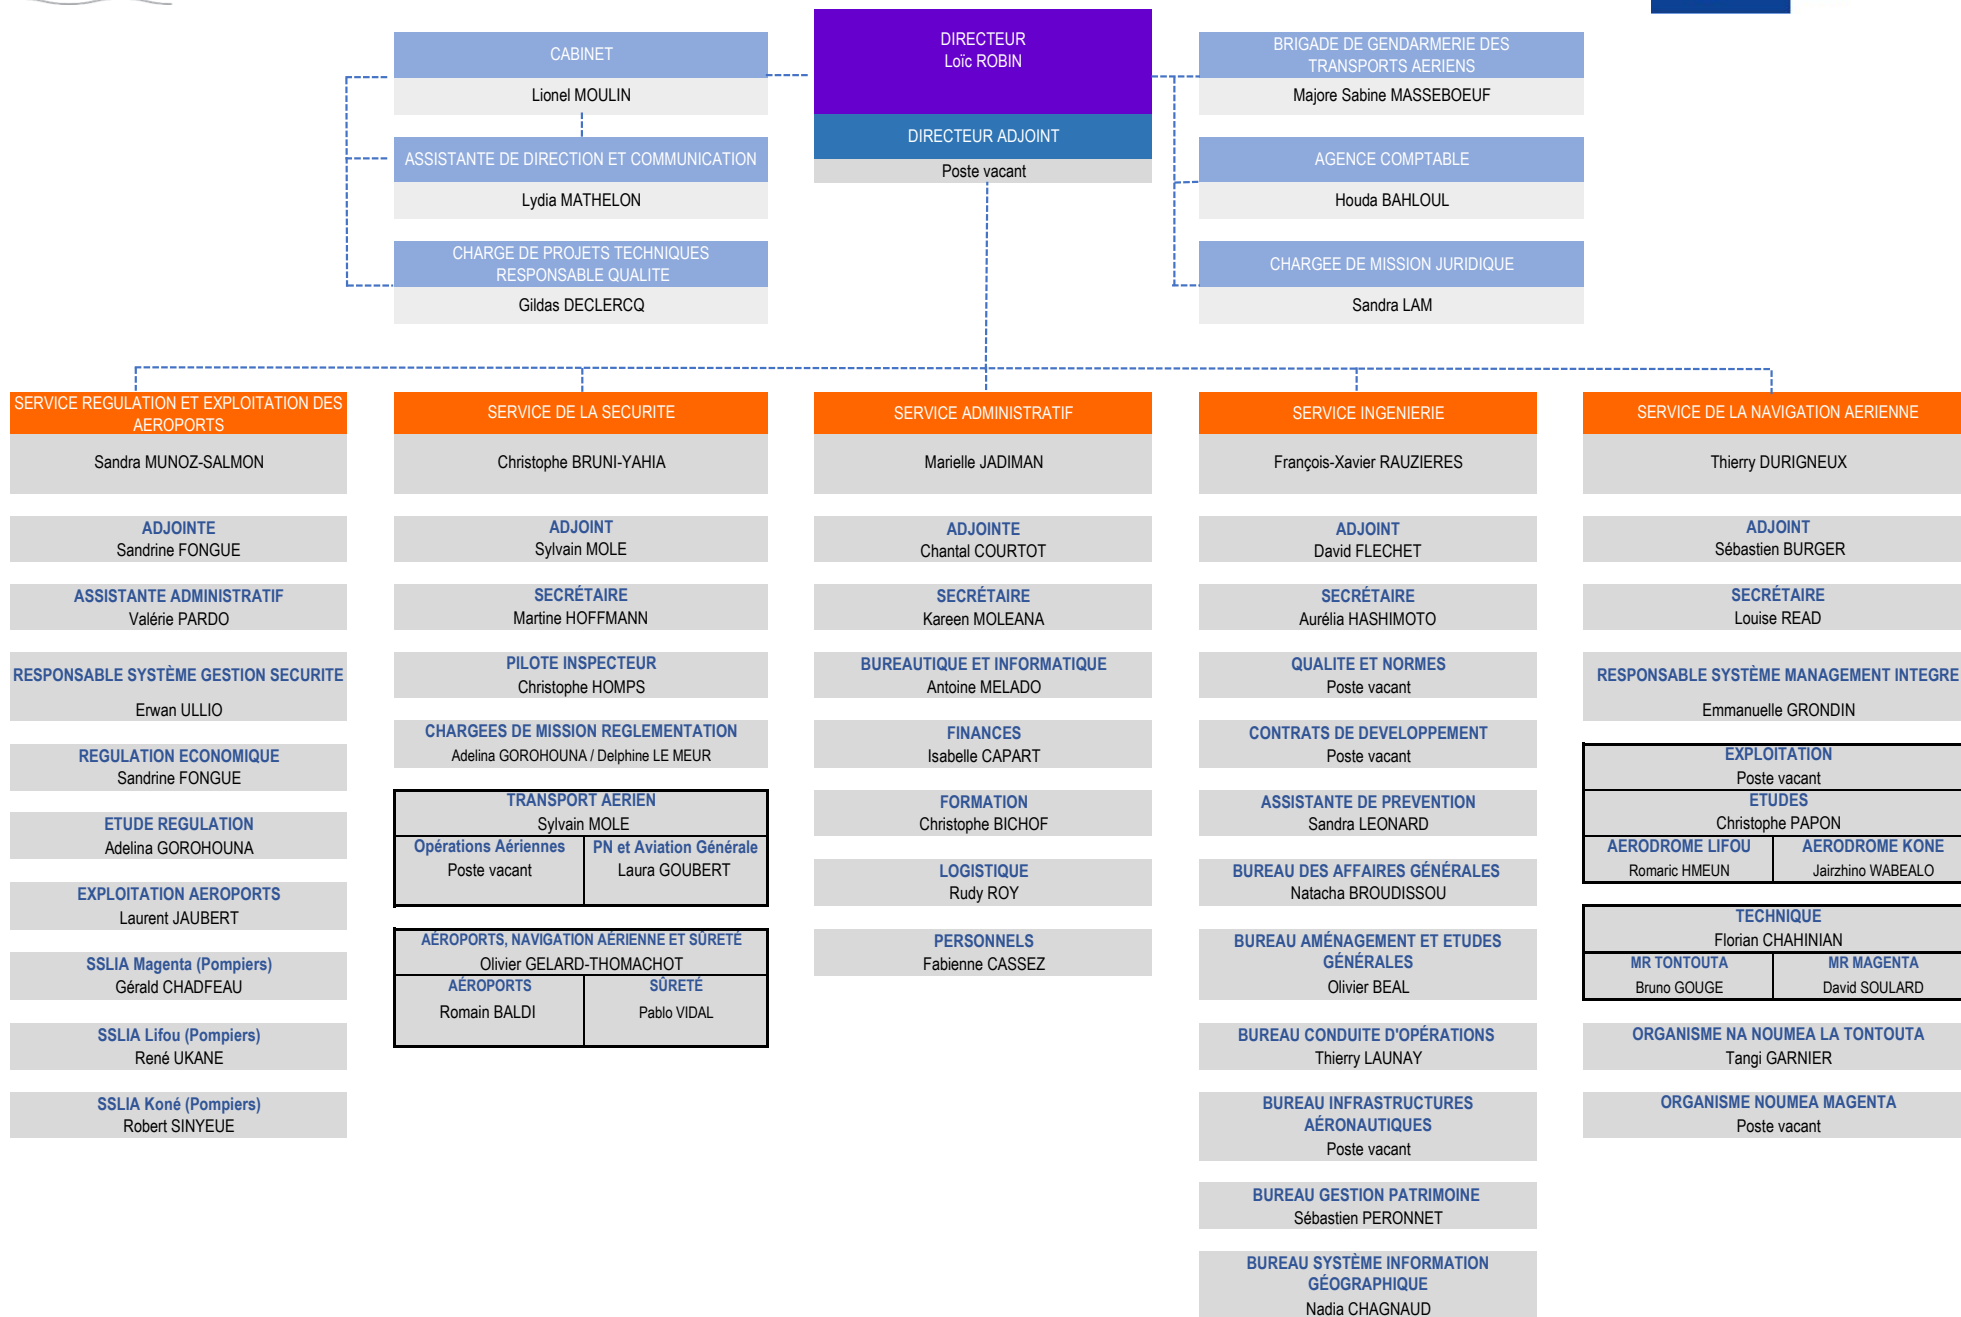 DIRECTEUR
Loïc ROBIN
DIRECTEUR ADJOINT
Poste vacant
CABINET
Lionel MOULIN
ASSISTANTE DE DIRECTION ET COMMUNICATION
Lydia MATHELON
CHARGE DE PROJETS TECHNIQUES
RESPONSABLE QUALITE
Gildas DECLERCQ
BRIGADE DE GENDARMERIE DES
TRANSPORTS AERIENS
Majore Sabine MASSEBOEUF
AGENCE COMPTABLE
Houda BAHLOUL
CHARGEE DE MISSION JURIDIQUE
Sandra LAM
SERVICE REGULATION ET EXPLOITATION DES
AEROPORTS
Sandra MUNOZ-SALMON
ADJOINTE
Sandrine FONGUE
ASSISTANTE ADMINISTRATIF
Valérie PARDO
RESPONSABLE SYSTÈME GESTION SECURITE
Erwan ULLIO
REGULATION ECONOMIQUE
Sandrine FONGUE
ETUDE REGULATION
Adelina GOROHOUNA
EXPLOITATION AEROPORTS
Laurent JAUBERT
SSLIA Magenta (Pompiers)
Gérald CHADFEAU
SSLIA Lifou (Pompiers)
René UKANE
SSLIA Koné (Pompiers)
Robert SINYEUE
SERVICE DE LA SECURITE
Christophe BRUNI-YAHIA
ADJOINT
Sylvain MOLE
SECRÉTAIRE
Martine HOFFMANN
PILOTE INSPECTEUR
Christophe HOMPS
CHARGEES DE MISSION REGLEMENTATION
Adelina GOROHOUNA / Delphine LE MEUR
TRANSPORT AERIEN
Sylvain MOLE
Opérations Aériennes
Poste vacant
PN et Aviation Générale
Laura GOUBERT
AÉROPORTS, NAVIGATION AÉRIENNE ET SÛRETÉ
Olivier GELARD-THOMACHOT
AÉROPORTS
Romain BALDI
SÛRETÉ
Pablo VIDAL
SERVICE ADMINISTRATIF
Marielle JADIMAN
ADJOINTE
Chantal COURTOT
SECRÉTAIRE
Kareen MOLEANA
BUREAUTIQUE ET INFORMATIQUE
Antoine MELADO
FINANCES
Isabelle CAPART
FORMATION
Christophe BICHOF
LOGISTIQUE
Rudy ROY
PERSONNELS
Fabienne CASSEZ
SERVICE INGENIERIE
François-Xavier RAUZIERES
ADJOINT
David FLECHET
SECRÉTAIRE
Aurélia HASHIMOTO
QUALITE ET NORMES
Poste vacant
CONTRATS DE DEVELOPPEMENT
Poste vacant
ASSISTANTE DE PREVENTION
Sandra LEONARD
BUREAU DES AFFAIRES GÉNÉRALES
Natacha BROUDISSOU
BUREAU AMÉNAGEMENT ET ETUDES
GÉNÉRALES
Olivier BEAL
BUREAU CONDUITE D'OPÉRATIONS
Thierry LAUNAY
BUREAU INFRASTRUCTURES
AÉRONAUTIQUES
Poste vacant
BUREAU GESTION PATRIMOINE
Sébastien PERONNET
BUREAU SYSTÈME INFORMATION
GÉOGRAPHIQUE
Nadia CHAGNAUD
SERVICE DE LA NAVIGATION AERIENNE
Thierry DURIGNEUX
ADJOINT
Sébastien BURGER
SECRÉTAIRE
Louise READ
RESPONSABLE SYSTÈME MANAGEMENT INTEGRE
Emmanuelle GRONDIN
EXPLOITATION
Poste vacant
ETUDES
Christophe PAPON
AERODROME LIFOU
Romaric HMEUN
AERODROME KONE
Jairzhino WABEALO
TECHNIQUE
Florian CHAHINIAN
MR TONTOUTA
Bruno GOUGE
MR MAGENTA
David SOULARD
ORGANISME NA NOUMEA LA TONTOUTA
Tangi GARNIER
ORGANISME NOUMEA MAGENTA
Poste vacant